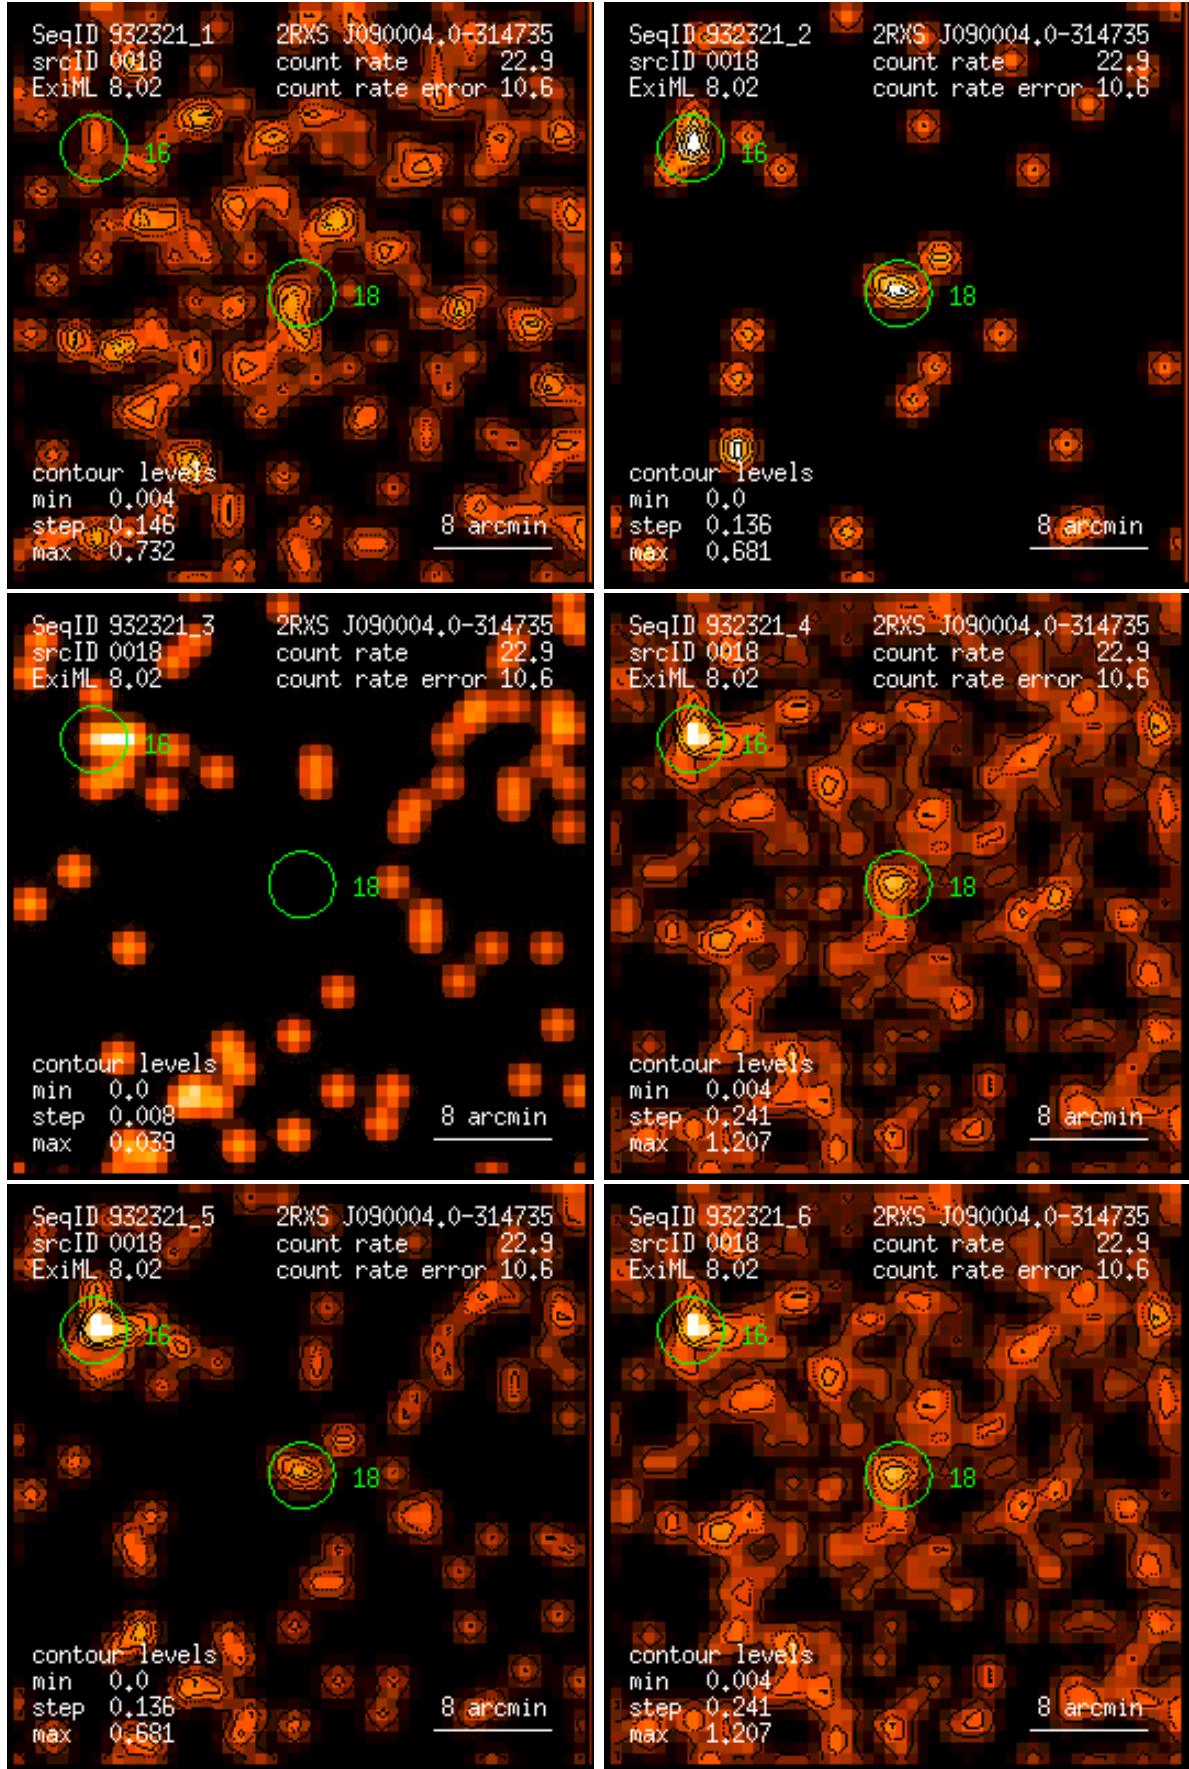 SeqID 932321_1 2RXS J090004.0-314735
srcID 0018 count rate 22.9
ExiML 8.02 count rate error 10.6
16
18
contour levels
min 0.004
step 0.146 8 arcmin
max 0.732
SeqID 932321_2 2RXS J090004.0-314735
srcID 0018 count rate 22.9
ExiML 8.02 count rate error 10.6
16
18
contour levels
min 0.0
step 0.136 8 arcmin
max 0.681
SeqID 932321_3 2RXS J090004.0-314735
srcID 0018 count rate 22.9
ExiML 8.02 count rate error 10.6
16
18
contour levels
min 0.0
step 0.008 8 arcmin
max 0.039
SeqID 932321_4 2RXS J090004.0-314735
srcID 0018 count rate 22.9
ExiML 8.02 count rate error 10.6
16
18
contour levels
min 0.004
step 0.241 8 arcmin
max 1.207
SeqID 932321_5 2RXS J090004.0-314735
srcID 0018 count rate 22.9
ExiML 8.02 count rate error 10.6
16
18
contour levels
min 0.0
step 0.136 8 arcmin
max 0.681
SeqID 932321_6 2RXS J090004.0-314735
srcID 0018 count rate 22.9
ExiML 8.02 count rate error 10.6
16
18
contour levels
min 0.004
step 0.241 8 arcmin
max 1.207